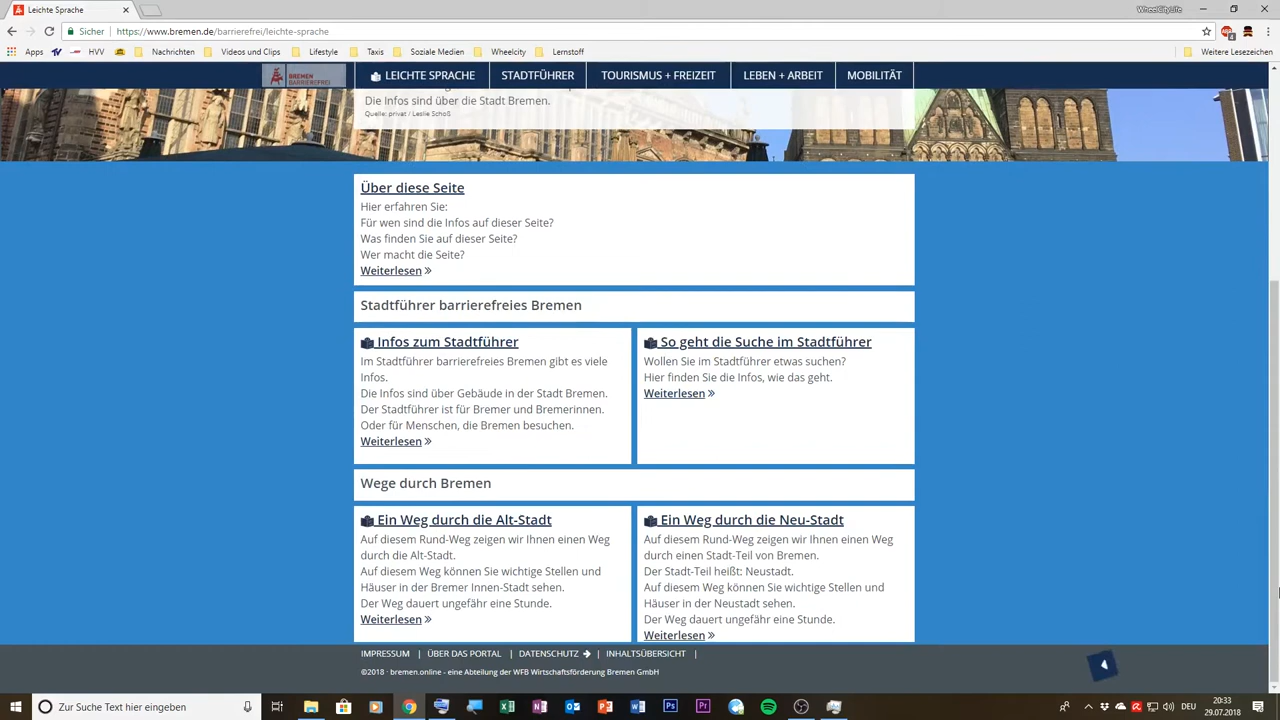 Leichte Sprache
WheelCitylife
Sicher
https://www.bremen.de/barrierefrei/leichte-sprache
Apps HVV Nachrichten Videos und Clips Lifestyle Taxis Soziale Medien Wheelcity Lernstoff Weitere Lesezeichen
BREMEN
BARRIEREFREI
LEICHTE SPRACHE STADTFÜHRER TOURISMUS + FREIZEIT LEBEN + ARBEIT MOBILITÄT
Die Infos sind über die Stadt Bremen.
Quelle: privat / Leslie Schoß
Über diese Seite
Hier erfahren Sie:
Für wen sind die Infos auf dieser Seite?
Was finden Sie auf dieser Seite?
Wer macht die Seite?
Weiterlesen »
Stadtführer barrierefreies Bremen
Infos zum Stadtführer
Im Stadtführer barrierefreies Bremen gibt es viele
Infos.
Die Infos sind über Gebäude in der Stadt Bremen.
Der Stadtführer ist für Bremer und Bremerinnen.
Oder für Menschen, die Bremen besuchen.
Weiterlesen »
So geht die Suche im Stadtführer
Wollen Sie im Stadtführer etwas suchen?
Hier finden Sie die Infos, wie das geht.
Weiterlesen »
Wege durch Bremen
Ein Weg durch die Alt-Stadt
Auf diesem Rund-Weg zeigen wir Ihnen einen Weg
durch die Alt-Stadt.
Auf diesem Weg können Sie wichtige Stellen und
Häuser in der Bremer Innen-Stadt sehen.
Der Weg dauert ungefähr eine Stunde.
Weiterlesen »
Ein Weg durch die Neu-Stadt
Auf diesem Rund-Weg zeigen wir Ihnen einen Weg
durch einen Stadt-Teil von Bremen.
Der Stadt-Teil heißt: Neustadt.
Auf diesem Weg können Sie wichtige Stellen und
Häuser in der Neustadt sehen.
Der Weg dauert ungefähr eine Stunde.
Weiterlesen »
IMPRESSUM | ÜBER DAS PORTAL | DATENSCHUTZ | INHALTSÜBERSICHT |
©2018 · bremen.online - eine Abteilung der WFB Wirtschaftsförderung Bremen GmbH
Zur Suche Text hier eingeben
DEU
20:33
29.07.2018